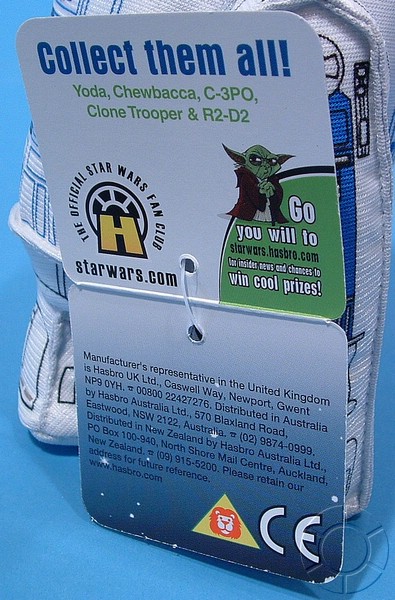 Collect them all!
Yoda, Chewbacca, C-3PO,
Clone Trooper & R2-D2
THE OFFICIAL STAR WARS FAN CLUB
H
starwars.com
Go
you will to
starwars.hasbro.com
for insider news and chances to
win cool prizes!
Manufacturer's representative in the United Kingdom
is Hasbro UK Ltd., Caswell Way, Newport, Gwent
NP9 0YH. ☎ 00800 22427276. Distributed in Australia
by Hasbro Australia Ltd., 570 Blaxland Road,
Eastwood, NSW 2122, Australia. ☎ (02) 9874-0999.
Distributed in New Zealand by Hasbro Australia Ltd.,
PO Box 100-940, North Shore Mail Centre, Auckland,
New Zealand. ☎ (09) 915-5200. Please retain our
address for future reference.
www.hasbro.com
CE